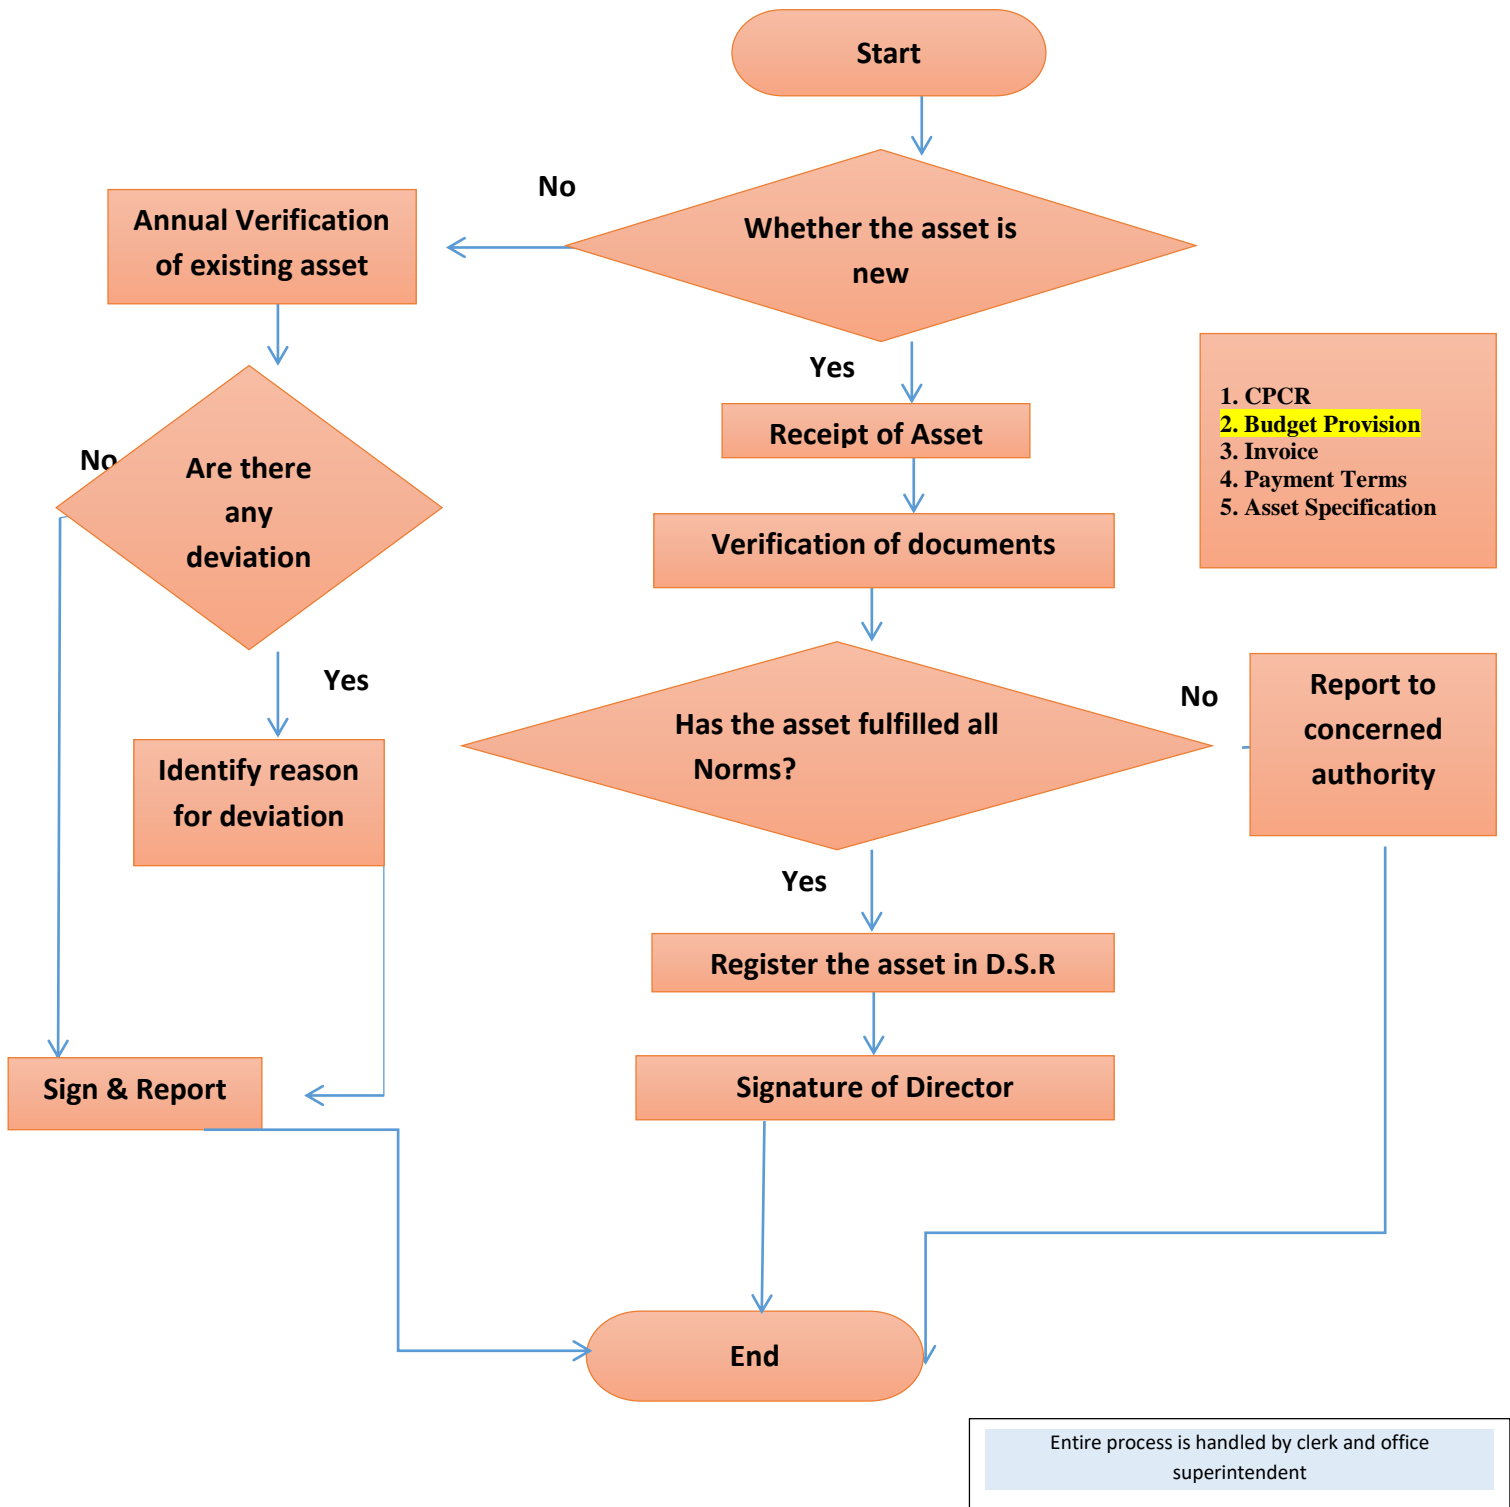 Start
No
Annual Verification
of existing asset
Whether the asset is
new
Yes
1. CPCR
2. Budget Provision
3. Invoice
4. Payment Terms
5. Asset Specification
Receipt of Asset
No
Are there
any
deviation
Verification of documents
Yes
No
Report to
concerned
authority
Has the asset fulfilled all
Norms?
Identify reason
for deviation
Yes
Register the asset in D.S.R
Sign & Report
Signature of Director
End
Entire process is handled by clerk and office
superintendent